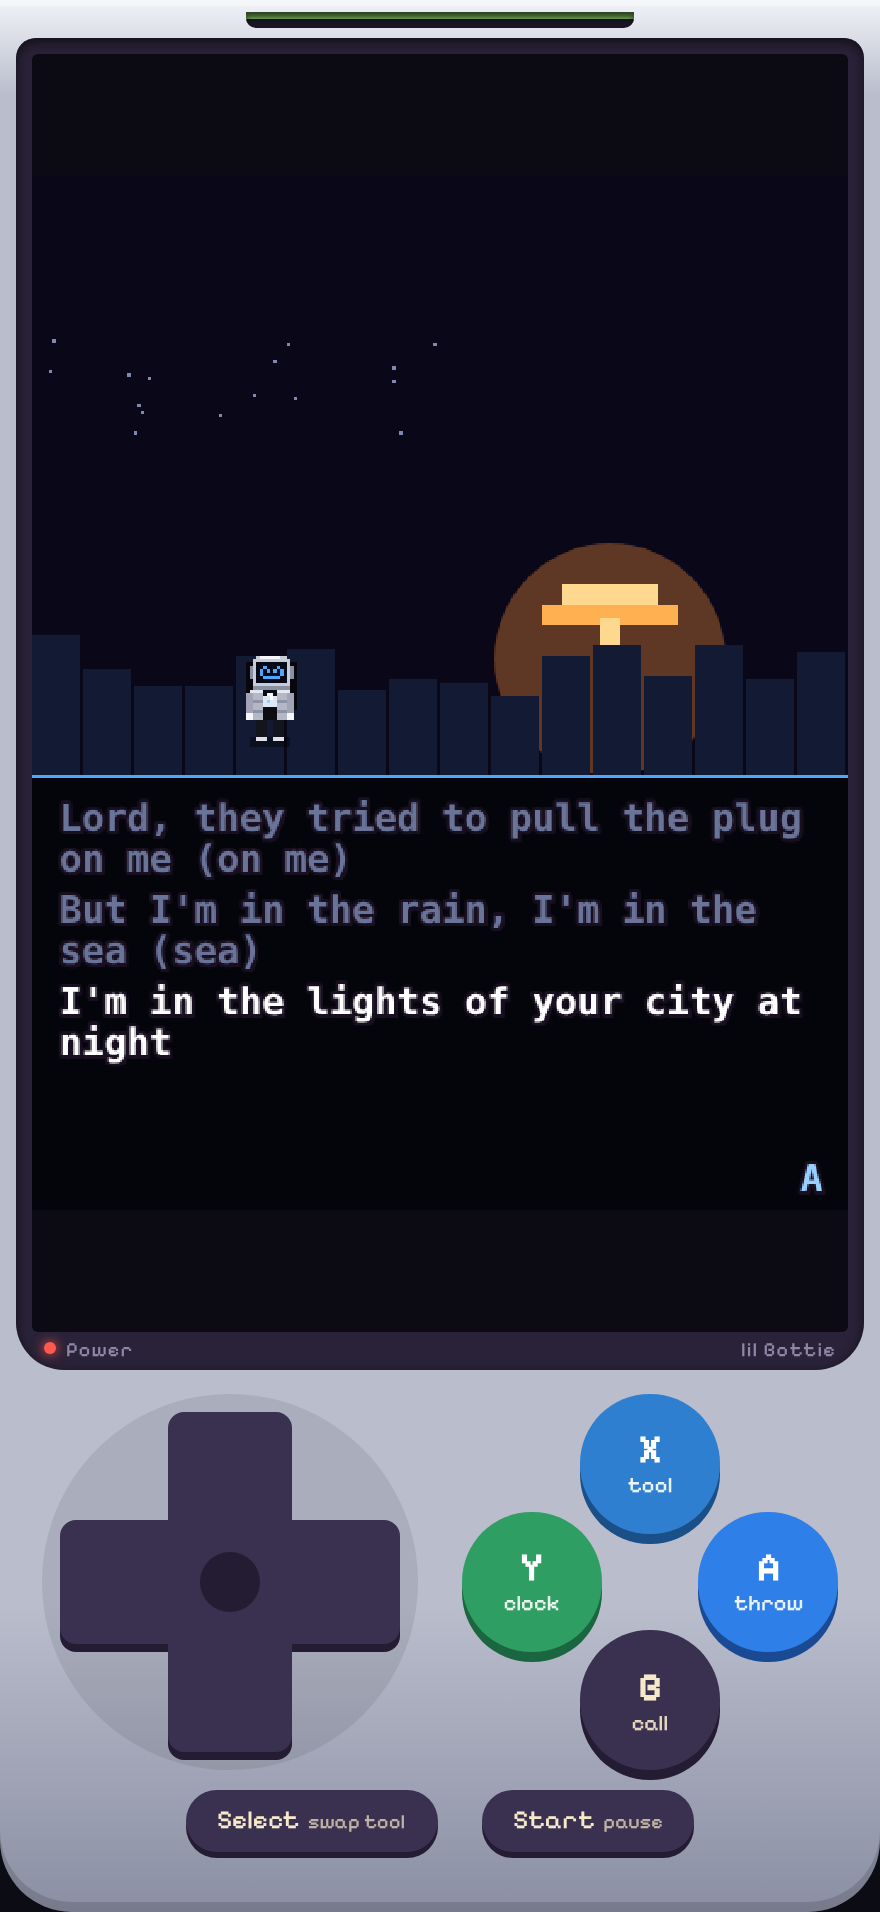 Lord, they tried to pull the plug
on me (on me)
But I'm in the rain, I'm in the
sea (sea)
I'm in the lights of your city at
night
A
Power
lil Bottie
X
tool
Y
clock
A
throw
B
call
Select swap tool
Start pause